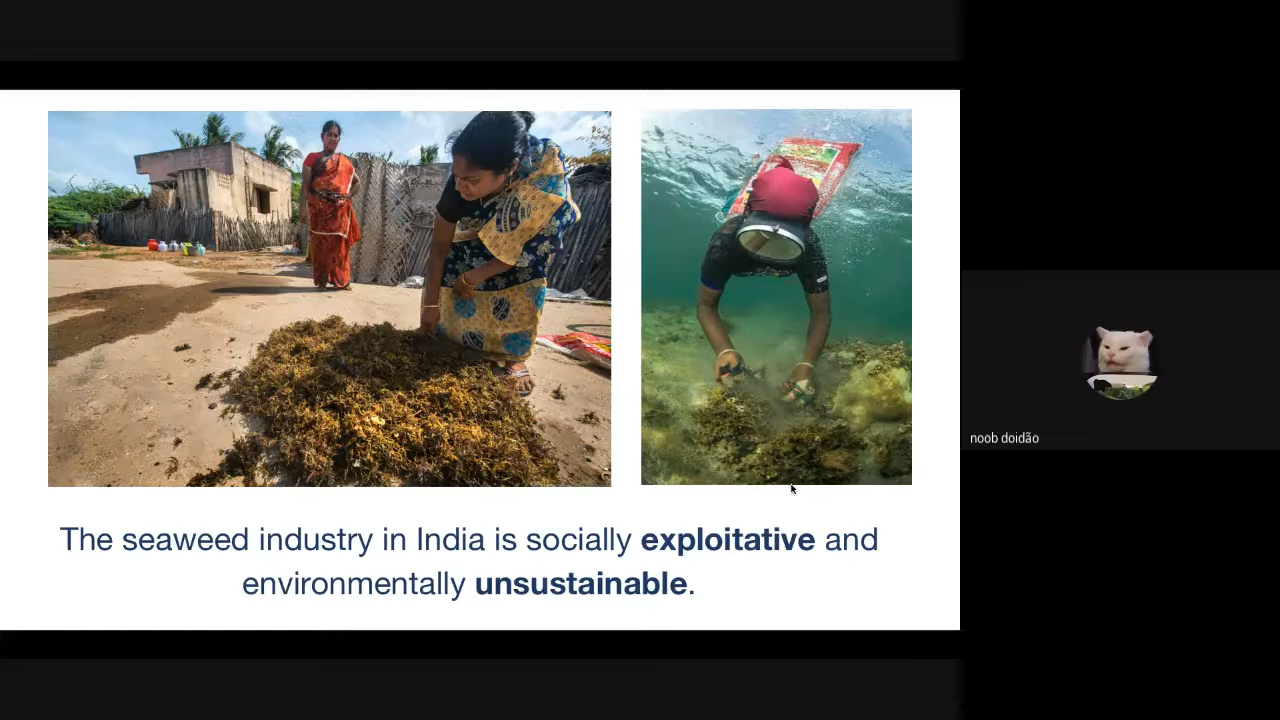 The seaweed industry in India is socially exploitative and
environmentally unsustainable.
noob doidão